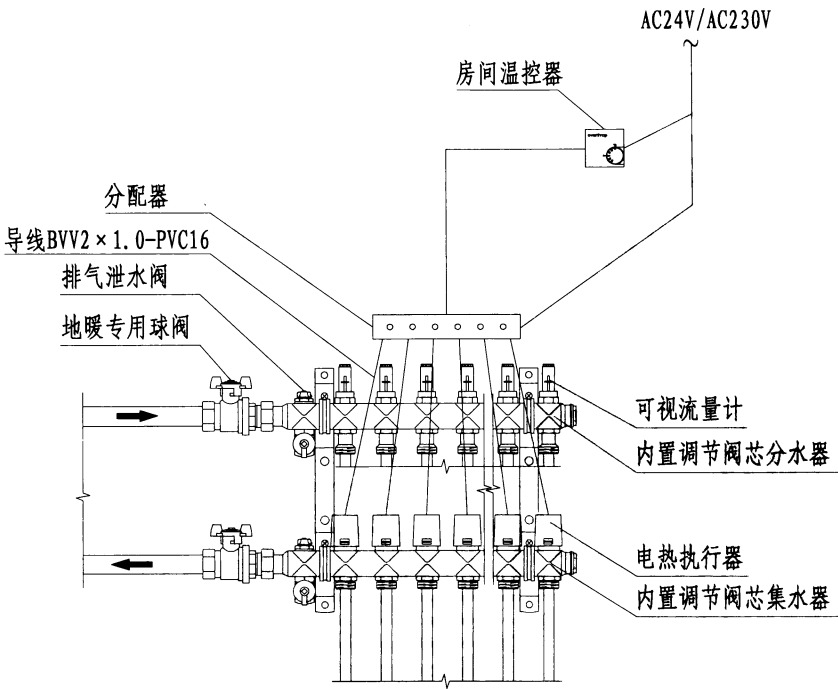 AC24V/AC230V
房间温控器
分配器
导线BVV2×1.0-PVC16
排气泄水阀
地暖专用球阀
可视流量计
内置调节阀芯分水器
电热执行器
内置调节阀芯集水器